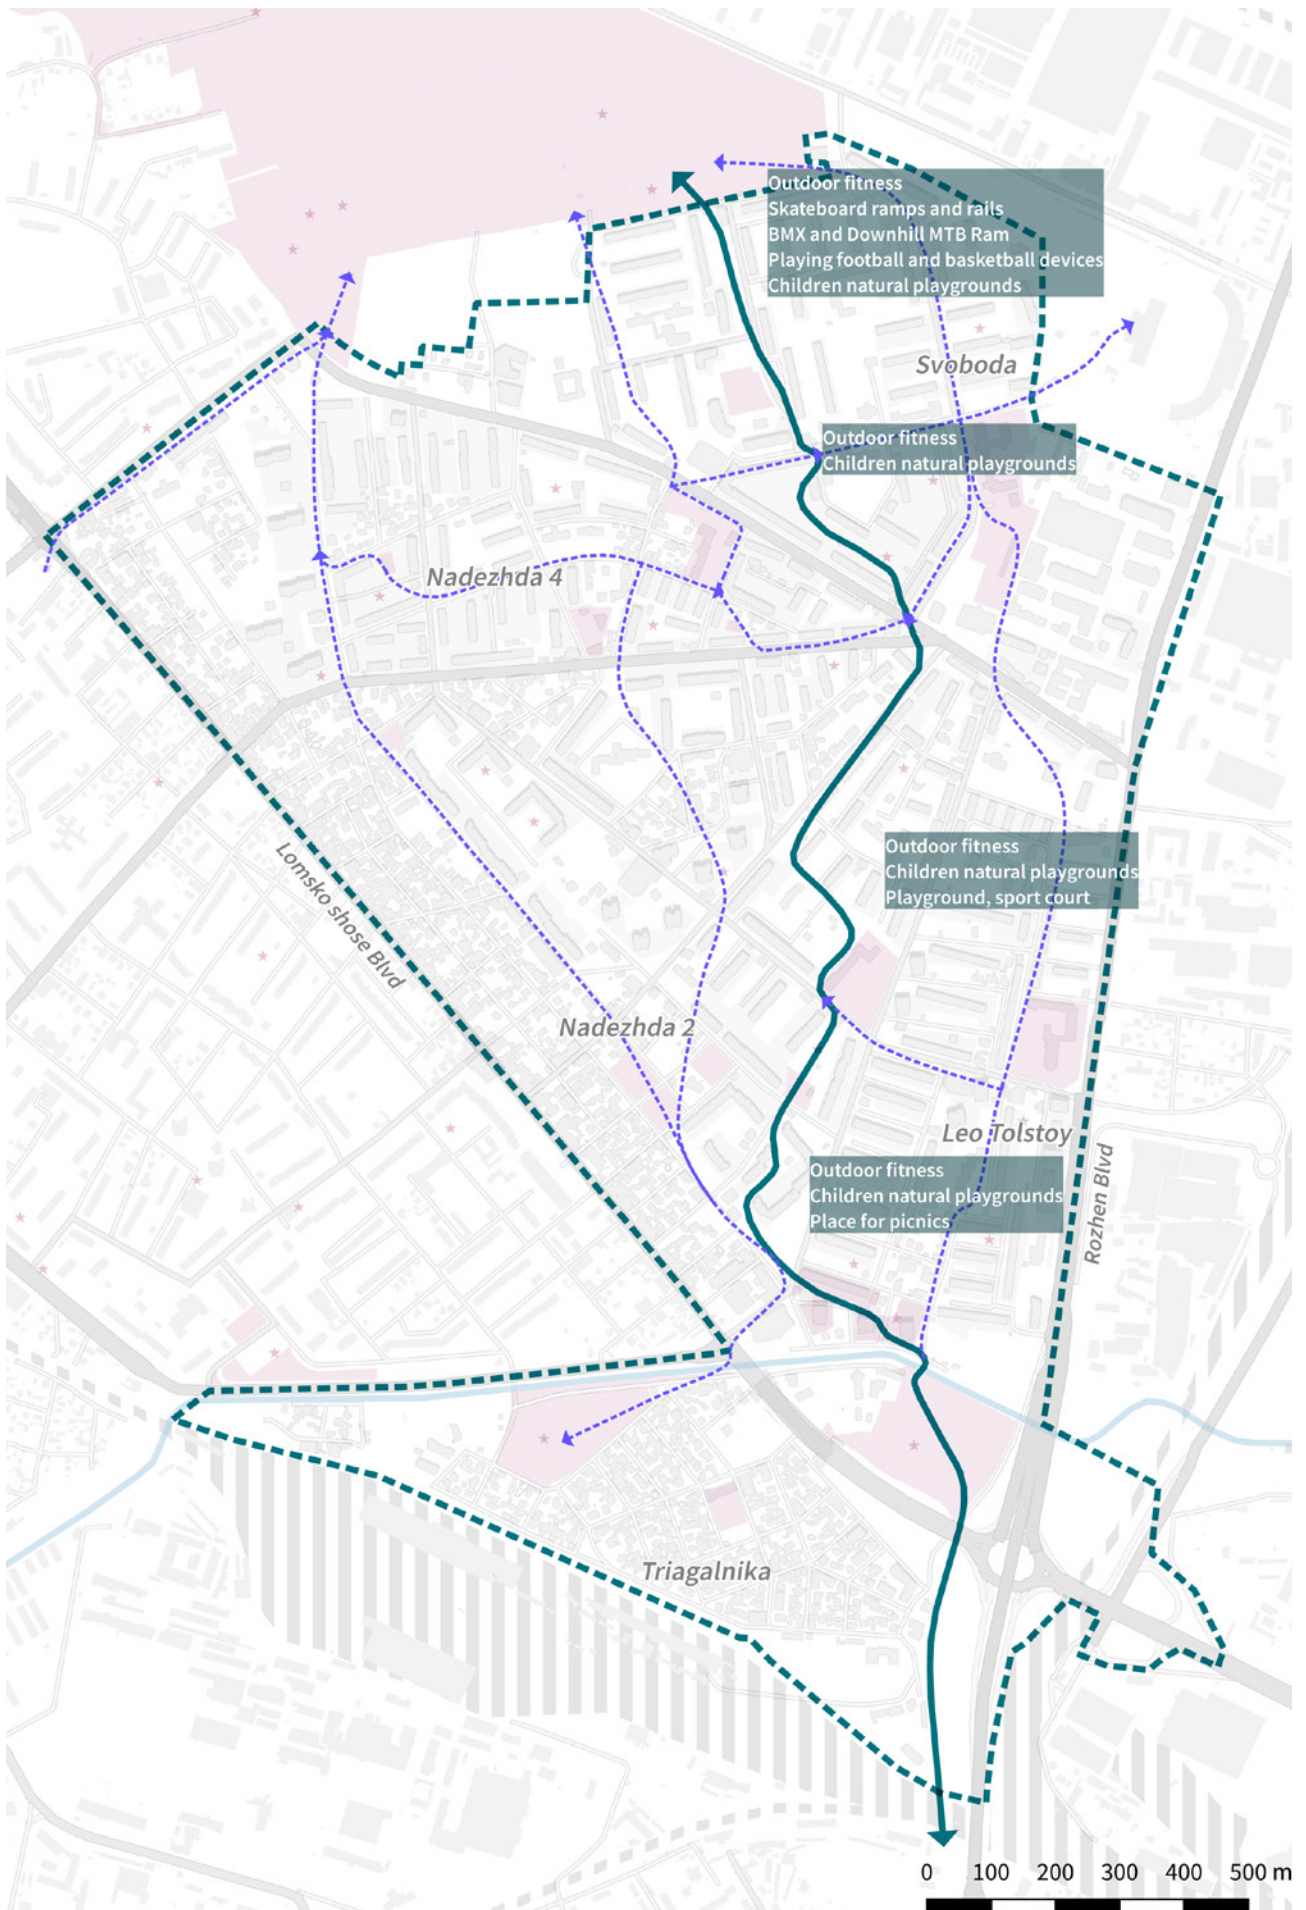 Outdoor fitness
Skateboard ramps and rails
BMX and Downhill MTB Ram
Playing football and basketball devices
Children natural playgrounds
Svoboda
Outdoor fitness
Children natural playgrounds
Nadezhda 4
Outdoor fitness
Children natural playgrounds
Playground, sport court
Lomsko shose Blvd
Nadezhda 2
Leo Tolstoy
Outdoor fitness
Children natural playgrounds
Place for picnics
Rozhen Blvd
Triagalnika
0 100 200 300 400 500 m